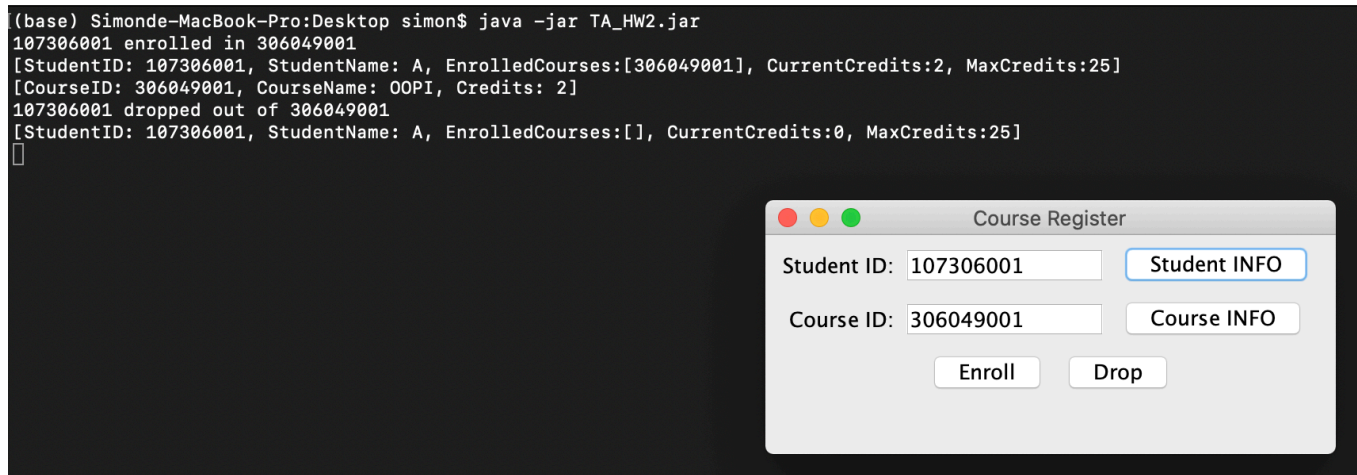 (base) Simonde-MacBook-Pro:Desktop simon$ java -jar TA_HW2.jar
107306001 enrolled in 306049001
[StudentID: 107306001, StudentName: A, EnrolledCourses:[306049001], CurrentCredits:2, MaxCredits:25]
[CourseID: 306049001, CourseName: OOPI, Credits: 2]
107306001 dropped out of 306049001
[StudentID: 107306001, StudentName: A, EnrolledCourses:[], CurrentCredits:0, MaxCredits:25]
Course Register
Student ID: 107306001 Student INFO
Course ID: 306049001 Course INFO
Enroll Drop